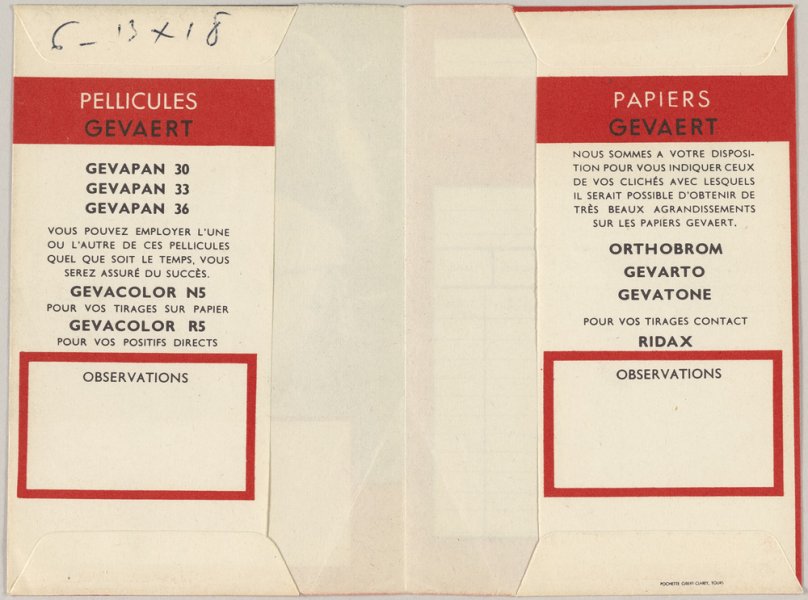 6 - 13 x 18
PELLICULES
GEVAERT
GEVAPAN 30
GEVAPAN 33
GEVAPAN 36
VOUS POUVEZ EMPLOYER L'UNE
OU L'AUTRE DE CES PELLICULES
QUEL QUE SOIT LE TEMPS, VOUS
SEREZ ASSURÉ DU SUCCÈS.
GEVACOLOR N5
POUR VOS TIRAGES SUR PAPIER
GEVACOLOR R5
POUR VOS POSITIFS DIRECTS
OBSERVATIONS
PAPIERS
GEVAERT
NOUS SOMMES A VOTRE DISPOSI-
TION POUR VOUS INDIQUER CEUX
DE VOS CLICHÉS AVEC LESQUELS
IL SERAIT POSSIBLE D'OBTENIR DE
TRÈS BEAUX AGRANDISSEMENTS
SUR LES PAPIERS GEVAERT.
ORTHOBROM
GEVARTO
GEVATONE
POUR VOS TIRAGES CONTACT
RIDAX
OBSERVATIONS
POCHETTE GIBERT-CLAREY, TOURS